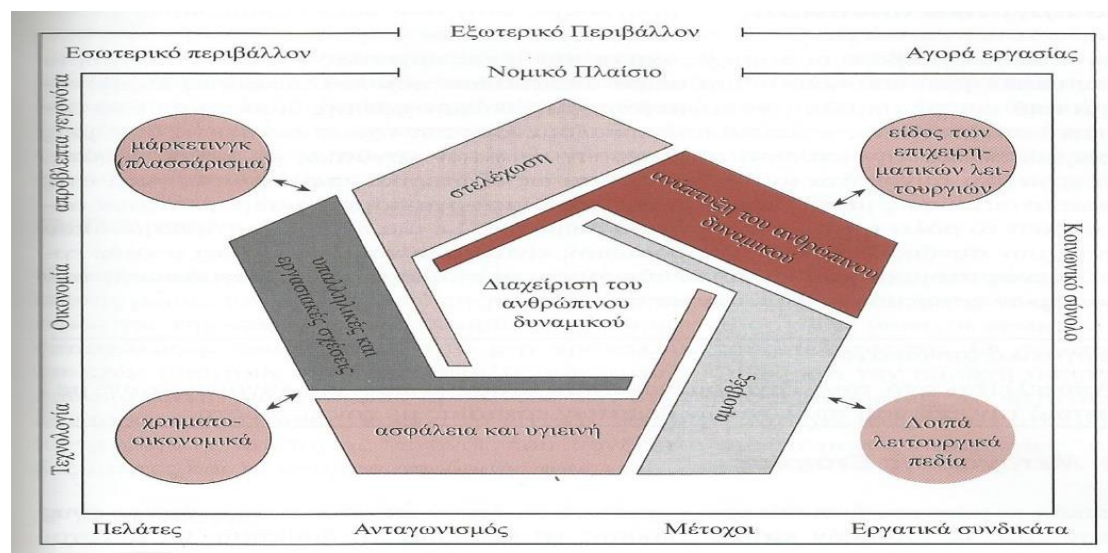 Εξωτερικό Περιβάλλον
Εσωτερικό περιβάλλον
Αγορά εργασίας
Νομικό Πλαίσιο
απρόβλεπτα γεγονότα
μάρκετινγκ
(πλαστάρισμα)
στελέχωση
ανάπτυξη του ανθρώπινου
δυναμικού
είδος των
επιχειρη-
ματικών λει-
τουργιών
Οικονομία
υπαλληλικές και
εργασιακές σχέσεις
Διαχείριση του
ανθρώπινου
δυναμικού
Κοινωνικό σύνολο
αμοιβές
Τεχνολογία
χρηματο-
οικονομικά
ασφάλεια και υγιεινή
Λοιπά
λειτουργικά
πεδία
Πελάτες
Ανταγωνισμός
Μέτοχοι
Εργατικά συνδικάτα